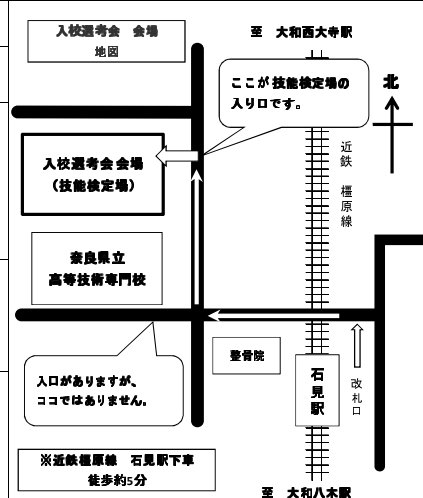 入校選考会 会場
地図
至 大和西大寺駅
ここが技能検定場の
入り口です。
北
入校選考会会場
(技能検定場)
近鉄 橿原線
奈良県立
高等技術専門校
整骨院
石見駅
改札口
入口がありますが、
ココではありません。
※近鉄橿原線 石見駅下車
徒歩約5分
至 大和八木駅